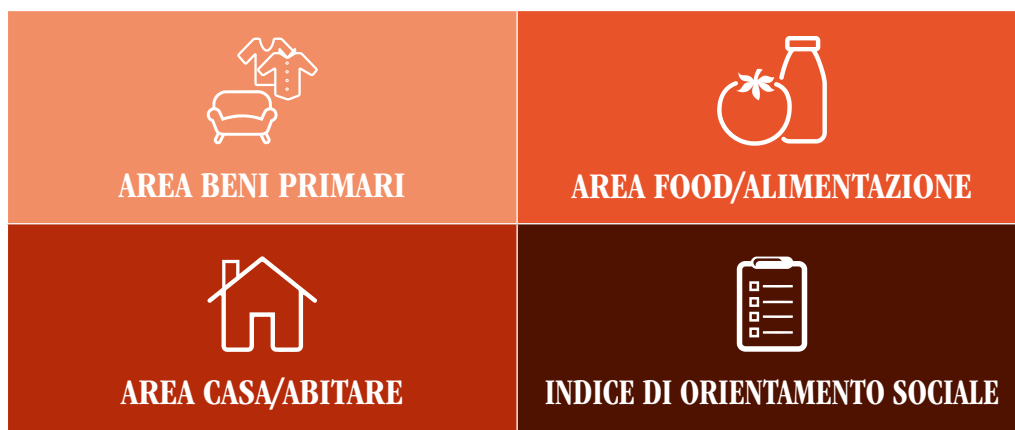 AREA BENI PRIMARI
AREA FOOD/ALIMENTAZIONE
AREA CASA/ABITARE
INDICE DI ORIENTAMENTO SOCIALE